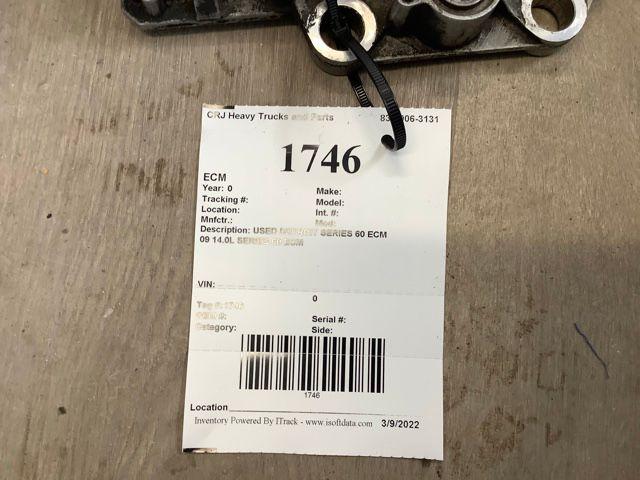 CRJ Heavy Trucks and Parts
1746
ECM
Year: 0 Make:
Tracking #: Model:
Location: Int. #:
Mnfctr.: Mod:
Description: USED DETROIT SERIES 60 ECM
09 14.0L SERIES 60 ECM
VIN:
0
Tag #: 1746
OEM #: Serial #:
Category: Side:
1746
Location
Inventory Powered By ITrack - www.isoftdata.com 3/9/2022